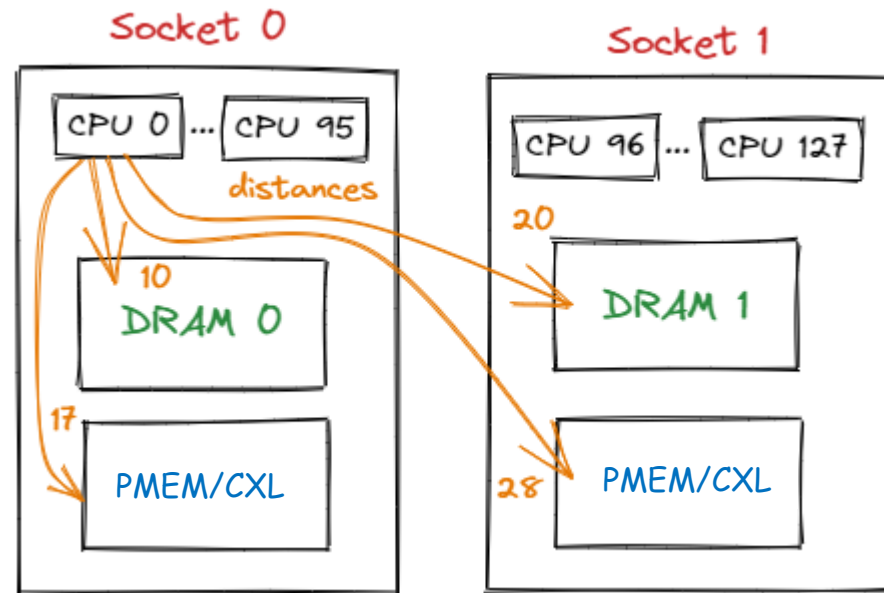 Socket 0
Socket 1
CPU 0 ... CPU 95
CPU 96 ... CPU 127
distances
20
10
DRAM 0
DRAM 1
17
PMEM/CXL
28
PMEM/CXL